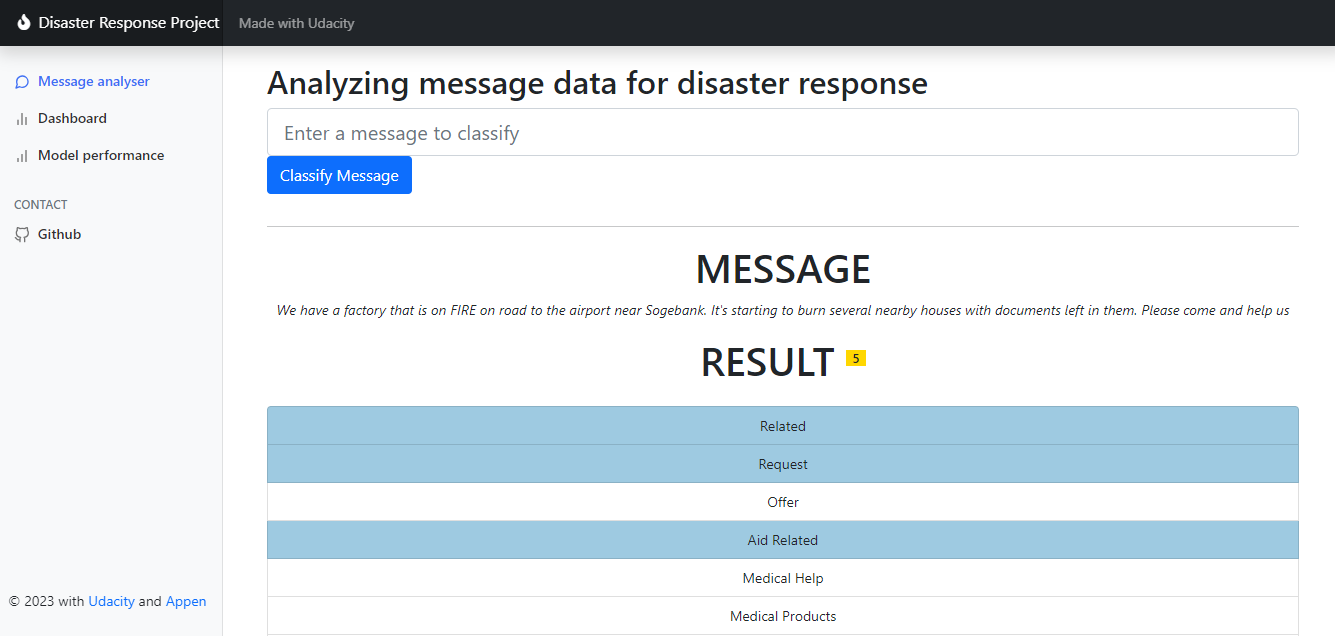 Disaster Response Project
Made with Udacity
Message analyser
Dashboard
Model performance
CONTACT
Github
© 2023 with Udacity and Appen
Analyzing message data for disaster response
Enter a message to classify
Classify Message
MESSAGE
We have a factory that is on FIRE on road to the airport near Sogebank. It's starting to burn several nearby houses with documents left in them. Please come and help us
RESULT 5
Related
Request
Offer
Aid Related
Medical Help
Medical Products